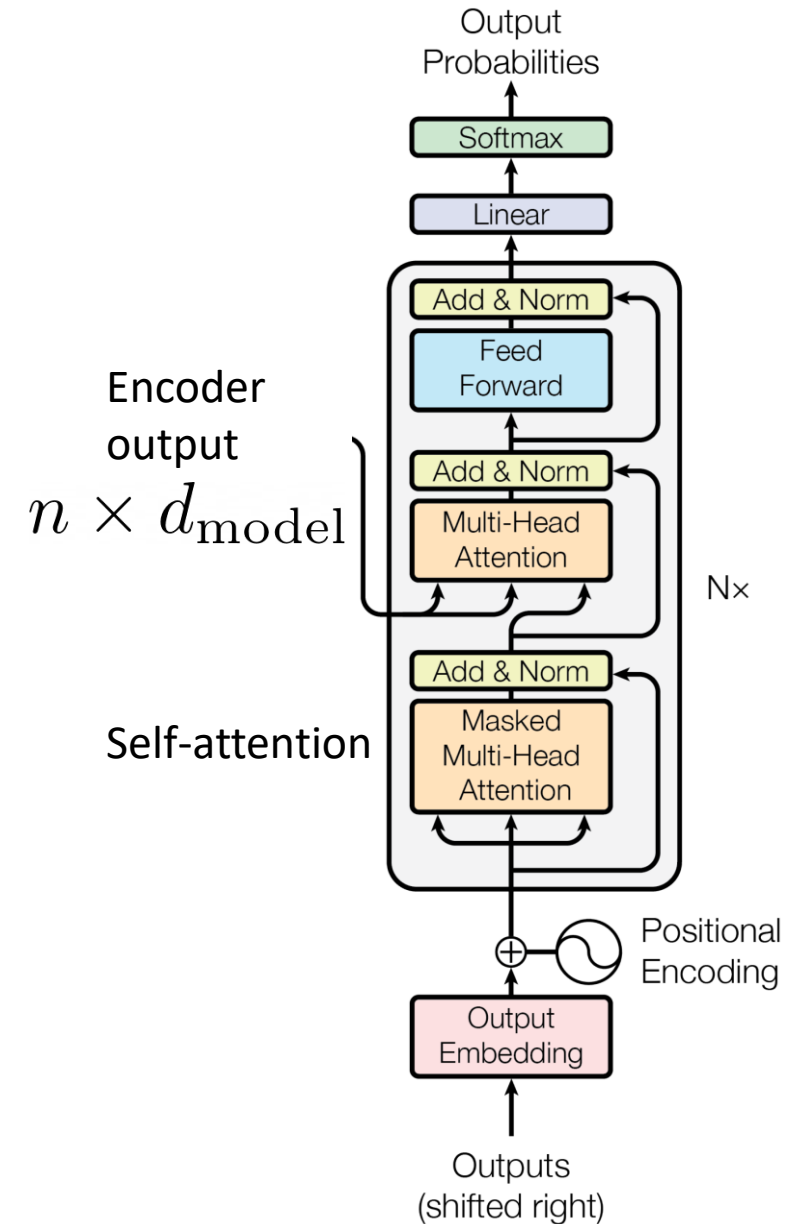 Output
Probabilities
Softmax
Linear
Add & Norm
Feed
Forward
Encoder
output
n × d_model
Add & Norm
Multi-Head
Attention
N×
Add & Norm
Self-attention
Masked
Multi-Head
Attention
Positional
Encoding
Output
Embedding
Outputs
(shifted right)